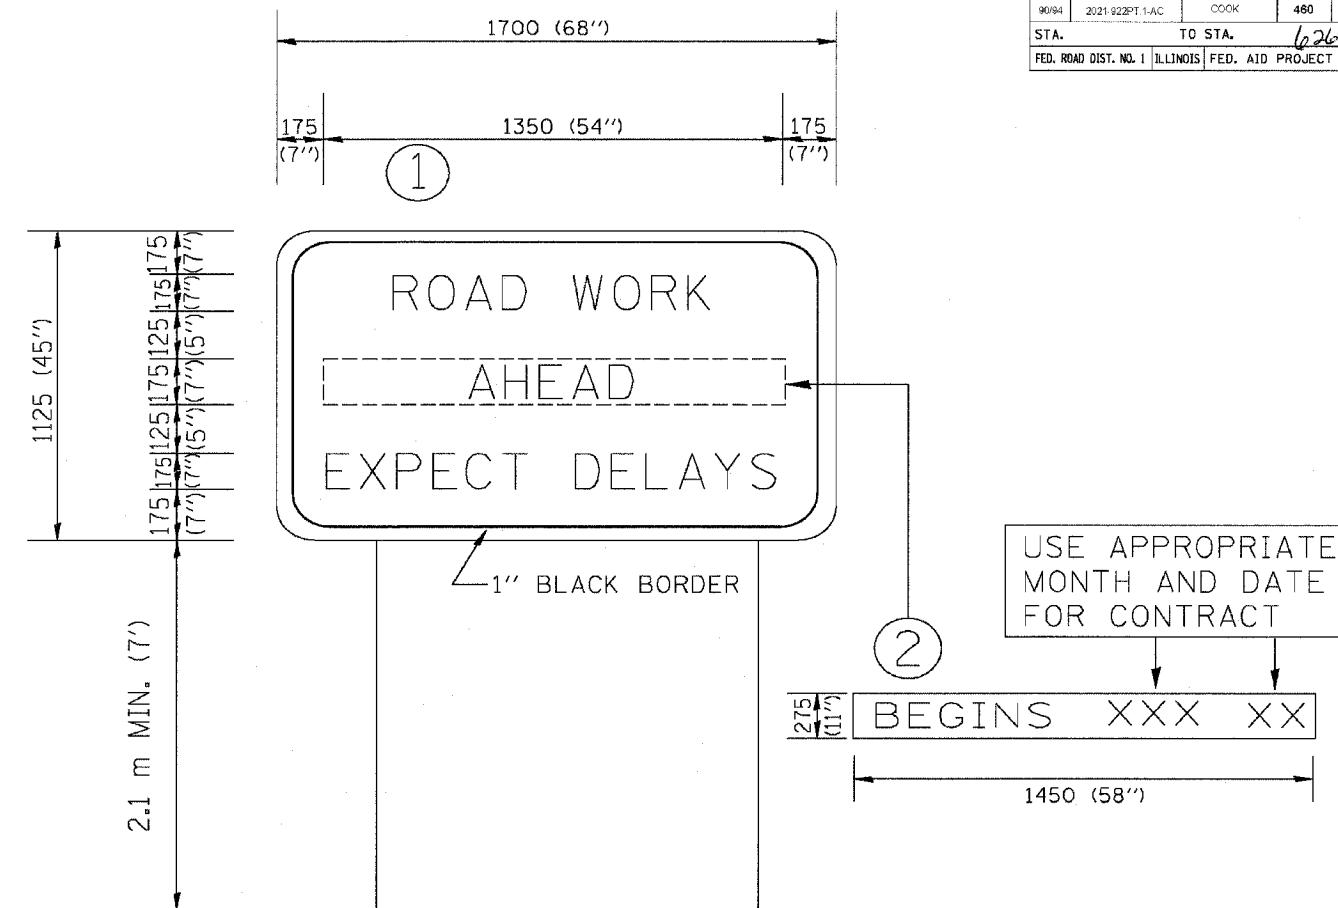 90/94 2021-922PT.1-AC COOK 460
STA. TO STA. 626
FED. ROAD DIST. NO. 1 ILLINOIS FED. AID PROJECT
1700 (68'')
175 1350 (54'') 175
(7'') (7'')
1
1125 (45'')
175 (7'')
175 (7'')
125 (5'')
175 (7'')
125 (5'')
175 (7'')
175 (7'')
ROAD WORK
AHEAD
EXPECT DELAYS
1'' BLACK BORDER
2.1 m MIN. (7')
USE APPROPRIATE
MONTH AND DATE
FOR CONTRACT
2
275
(11'')
BEGINS XXX XX
1450 (58'')